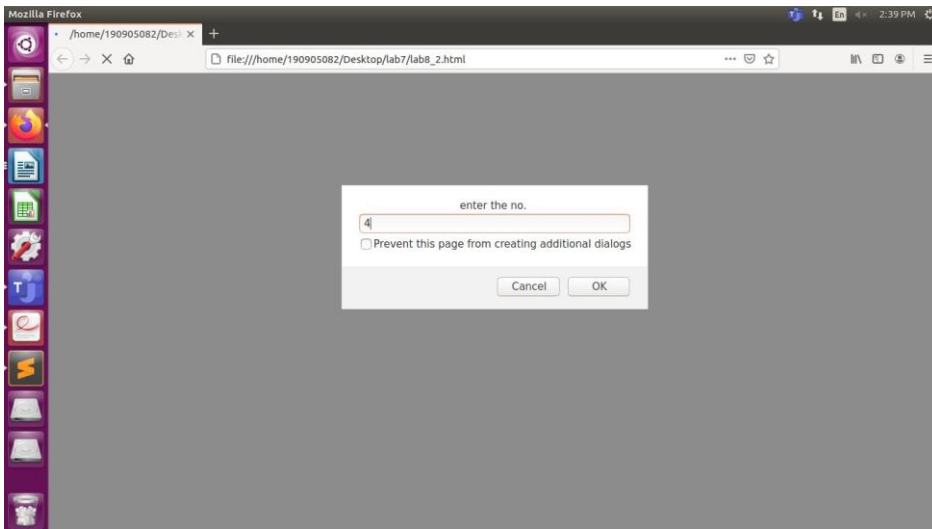 Mozilla Firefox
En
2:39 PM
/home/190905082/Desk
file:///home/190905082/Desktop/lab7/lab8_2.html
enter the no.
4
Prevent this page from creating additional dialogs
Cancel
OK